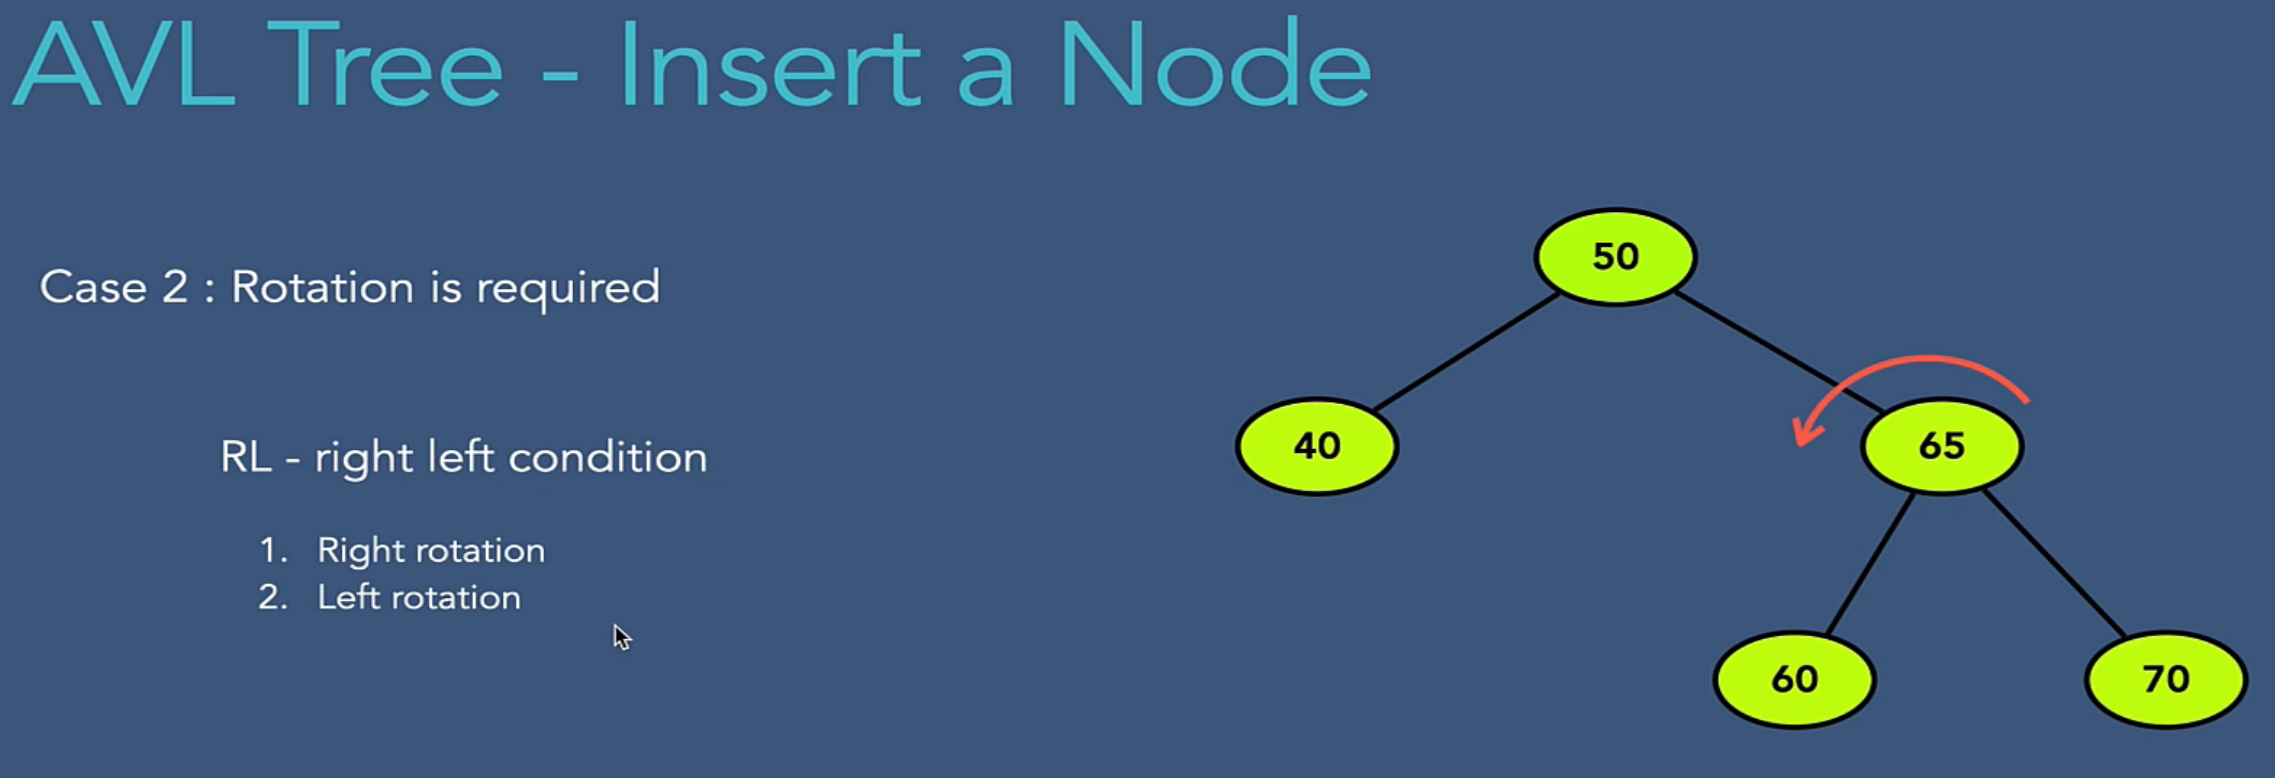 AVL Tree - Insert a Node
Case 2 : Rotation is required
RL - right left condition
1. Right rotation
2. Left rotation
50
40
65
60
70